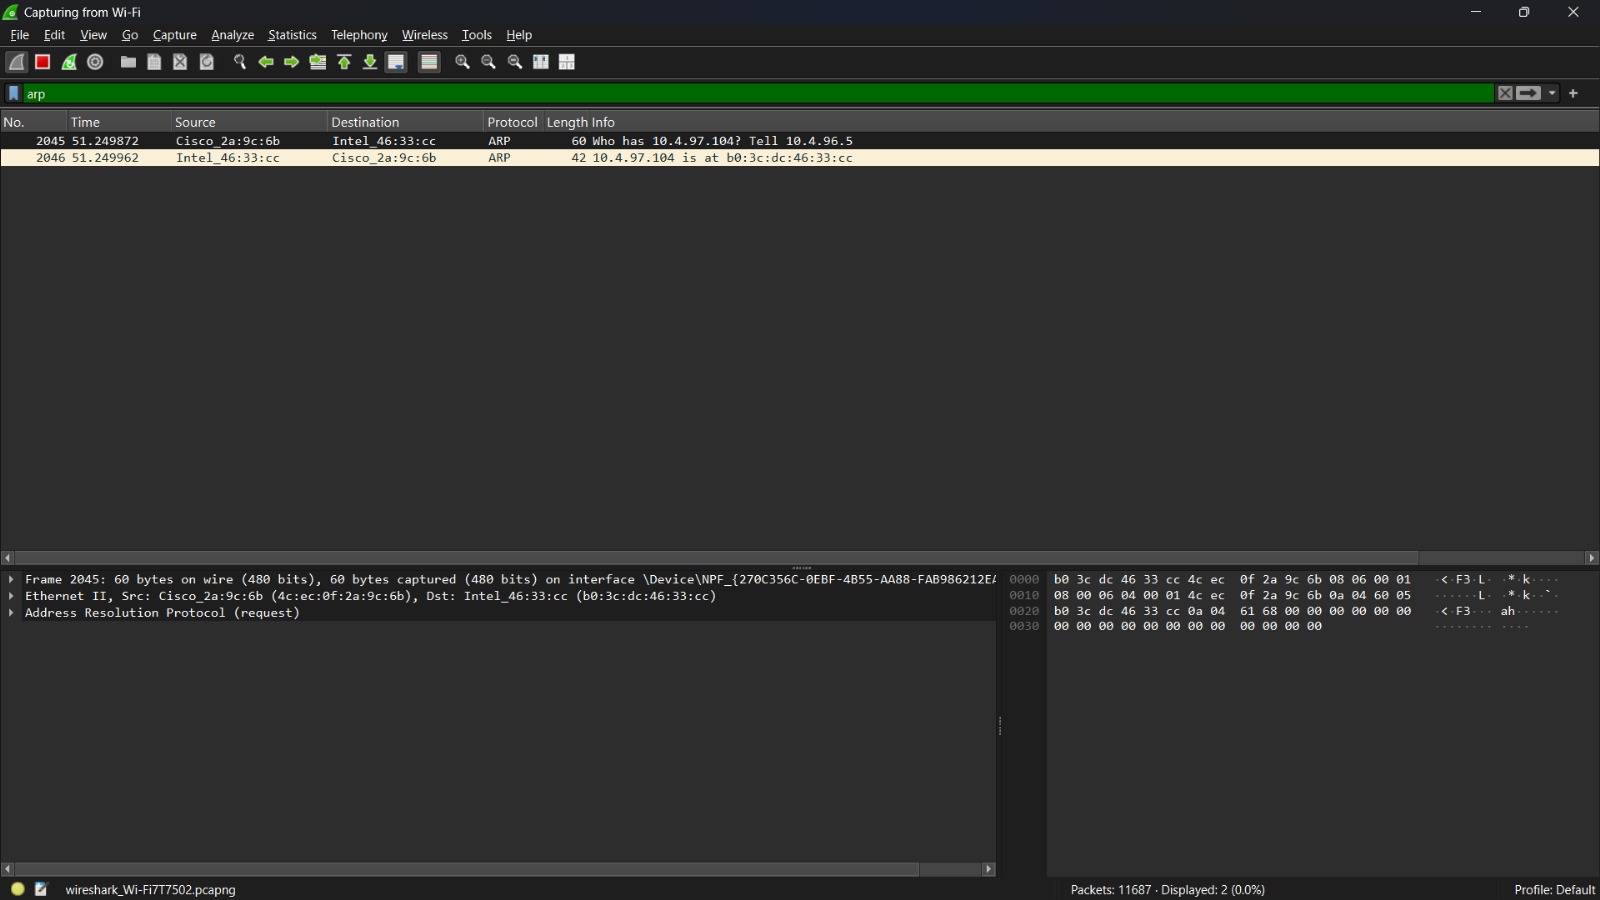 Capturing from Wi-Fi
File Edit View Go Capture Analyze Statistics Telephony Wireless Tools Help
arp
No. Time Source Destination Protocol Length Info
2045 51.249872 Cisco_2a:9c:6b Intel_46:33:cc ARP 60 Who has 10.4.97.104? Tell 10.4.96.5
2046 51.249962 Intel_46:33:cc Cisco_2a:9c:6b ARP 42 10.4.97.104 is at b0:3c:dc:46:33:cc
Frame 2045: 60 bytes on wire (480 bits), 60 bytes captured (480 bits) on interface \Device\NPF_{270C356C-0EBF-4B55-AA88-FAB986212EA
Ethernet II, Src: Cisco_2a:9c:6b (4c:ec:0f:2a:9c:6b), Dst: Intel_46:33:cc (b0:3c:dc:46:33:cc)
Address Resolution Protocol (request)
0000 b0 3c dc 46 33 cc 4c ec 0f 2a 9c 6b 08 06 00 01 ·<·F3·L· ·*·k····
0010 08 00 06 04 00 01 4c ec 0f 2a 9c 6b 0a 04 60 05 ······L· ·*·k··`·
0020 b0 3c dc 46 33 cc 0a 04 61 68 00 00 00 00 00 00 ·<·F3··· ah······
0030 00 00 00 00 00 00 00 00 00 00 00 00 ········ ····
wireshark_Wi-Fi7T7502.pcapng
Packets: 11687 · Displayed: 2 (0.0%)
Profile: Default